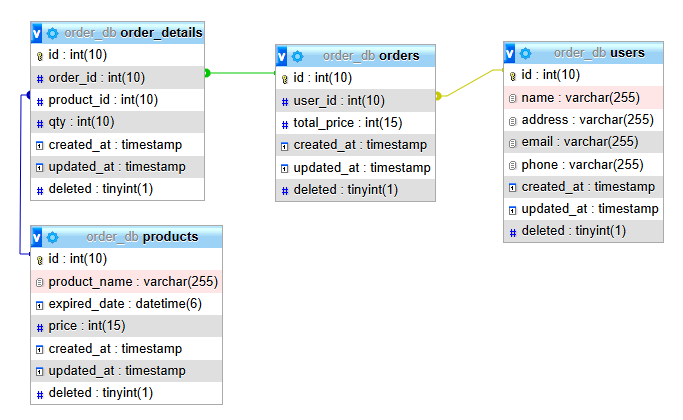 order_db order_details
id : int(10)
order_id : int(10)
product_id : int(10)
qty : int(10)
created_at : timestamp
updated_at : timestamp
deleted : tinyint(1)
order_db orders
id : int(10)
user_id : int(10)
total_price : int(15)
created_at : timestamp
updated_at : timestamp
deleted : tinyint(1)
order_db users
id : int(10)
name : varchar(255)
address : varchar(255)
email : varchar(255)
phone : varchar(255)
created_at : timestamp
updated_at : timestamp
deleted : tinyint(1)
order_db products
id : int(10)
product_name : varchar(255)
expired_date : datetime(6)
price : int(15)
created_at : timestamp
updated_at : timestamp
deleted : tinyint(1)